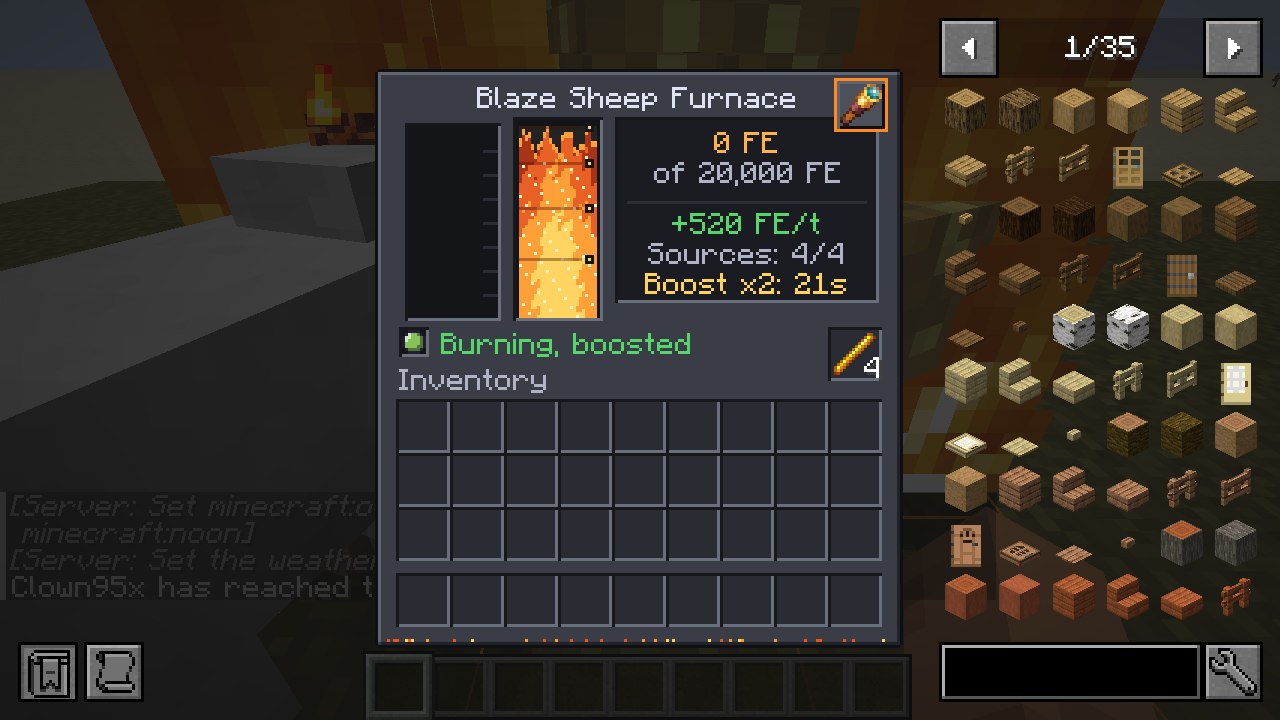 1/35
Blaze Sheep Furnace
0 FE
of 20,000 FE
+520 FE/t
Sources: 4/4
Boost x2: 21s
Burning, boosted
4
Inventory
[Server: Set minecraft:o
minecraft:noon]
[Server: Set the weather
Clown95x has reached t